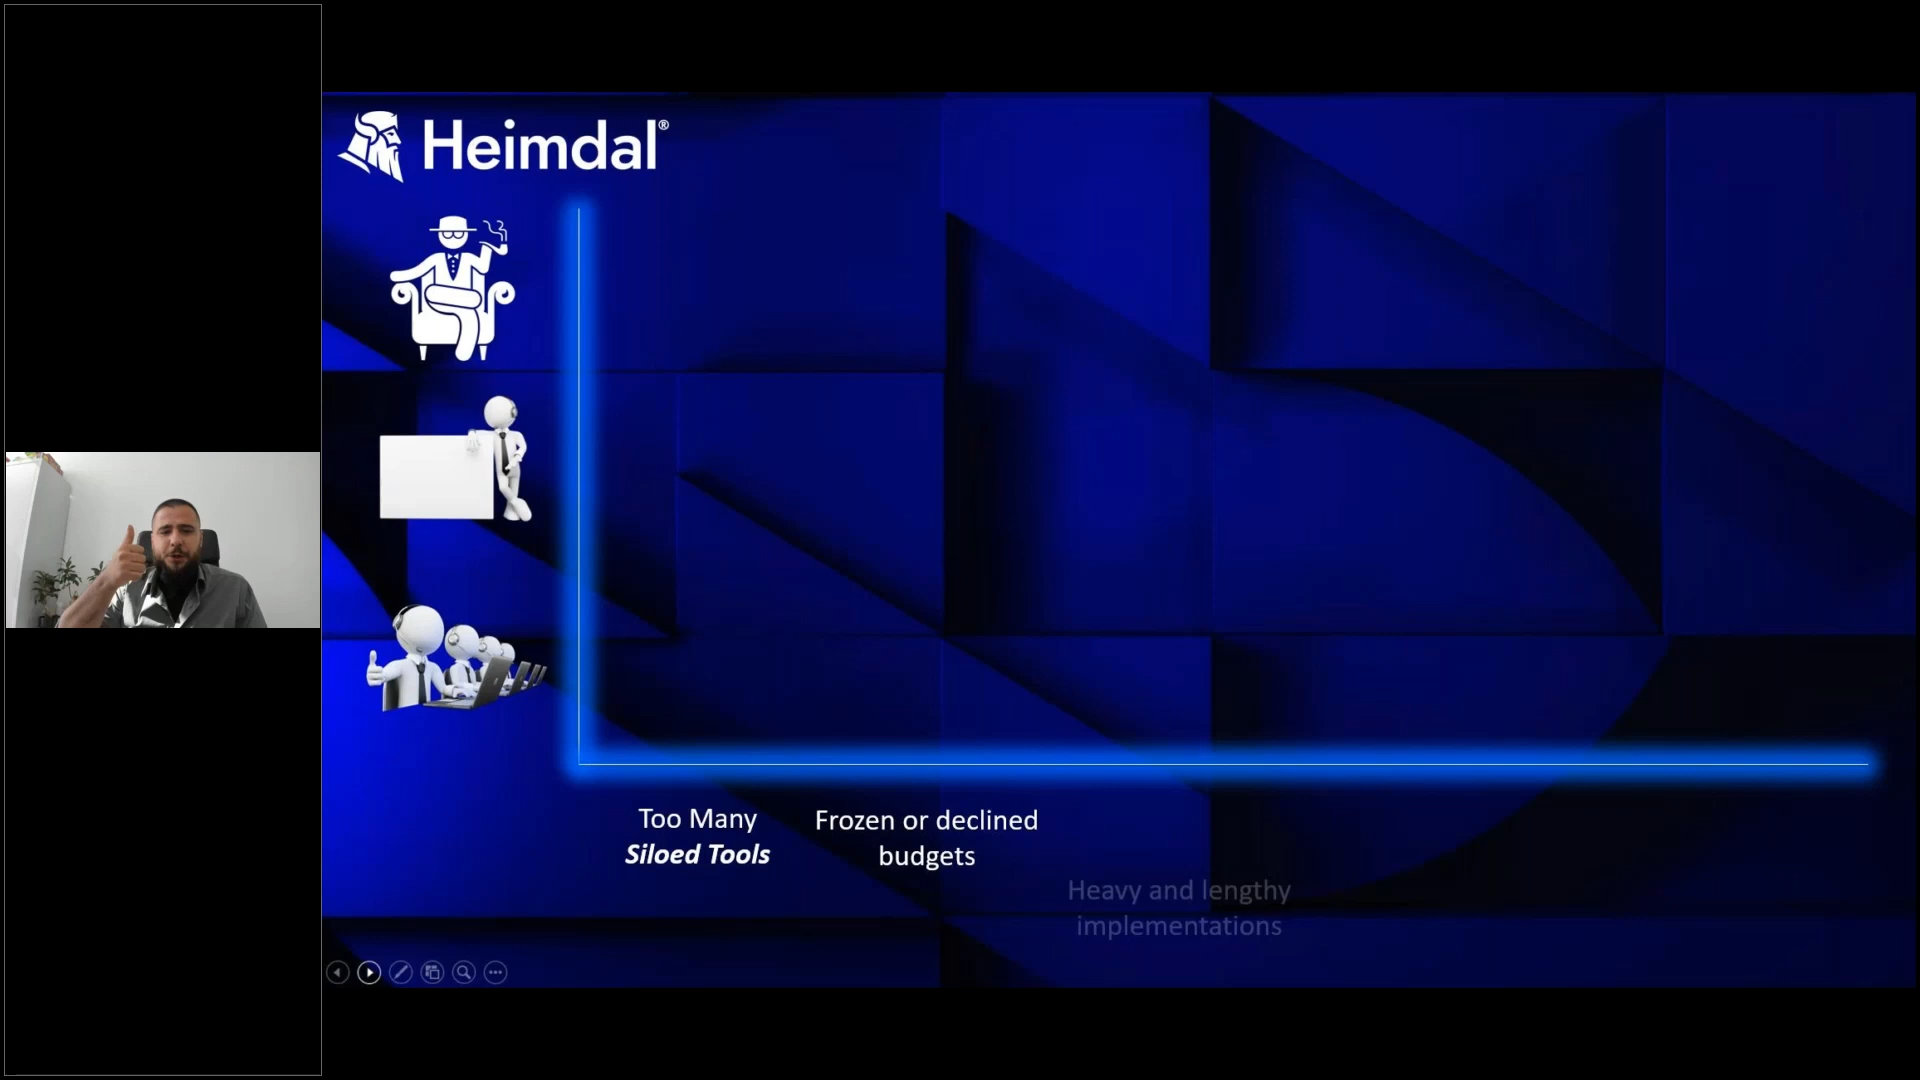 Heimdal®
Too Many
Siloed Tools
Frozen or declined
budgets
Heavy and lengthy
implementations